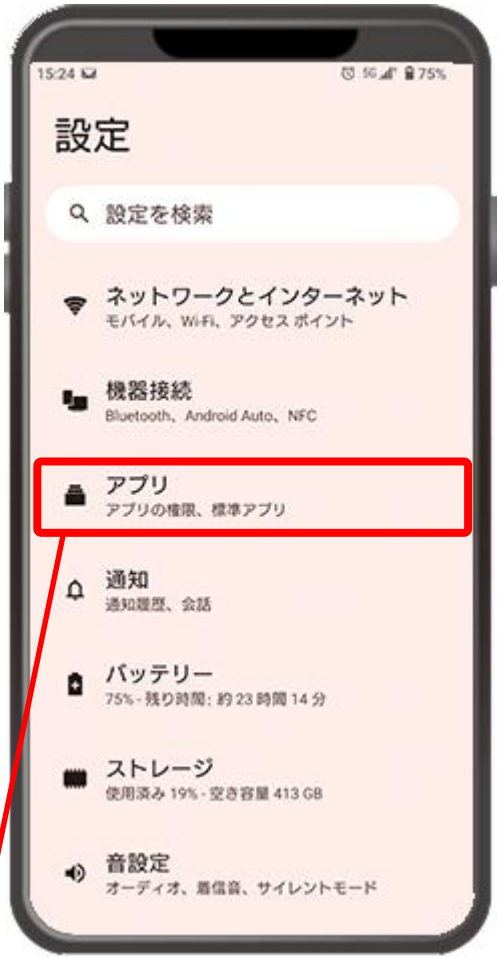 15:24 5G 75%
設定
設定を検索
ネットワークとインターネット
モバイル、Wi-Fi、アクセス ポイント
機器接続
Bluetooth、Android Auto、NFC
アプリ
アプリの権限、標準アプリ
通知
通知履歴、会話
バッテリー
75% - 残り時間: 約 23 時間 14 分
ストレージ
使用済み 19% - 空き容量 413 GB
音設定
オーディオ、着信音、サイレントモード